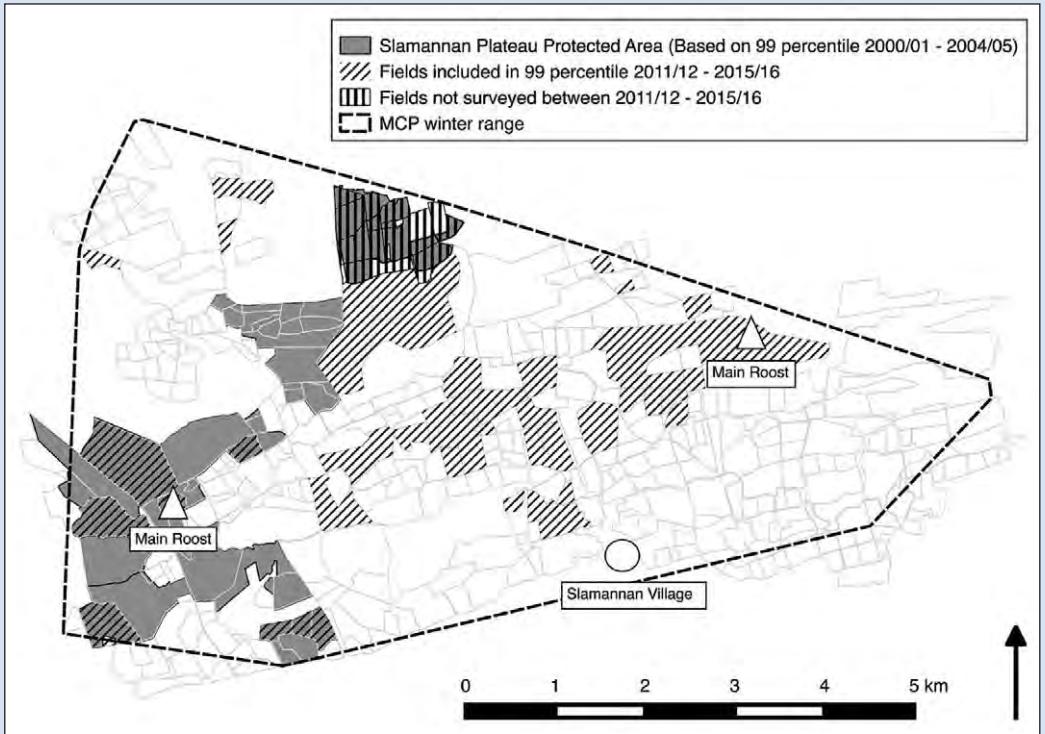 Slamannan Plateau Protected Area (Based on 99 percentile 2000/01 - 2004/05)
Fields included in 99 percentile 2011/12 - 2015/16
Fields not surveyed between 2011/12 - 2015/16
MCP winter range
Main Roost
Main Roost
Slamannan Village
0 1 2 3 4 5 km